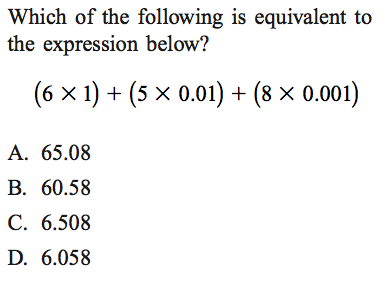 Which of the following is equivalent to
the expression below?
(6 × 1) + (5 × 0.01) + (8 × 0.001)
A. 65.08
B. 60.58
C. 6.508
D. 6.058